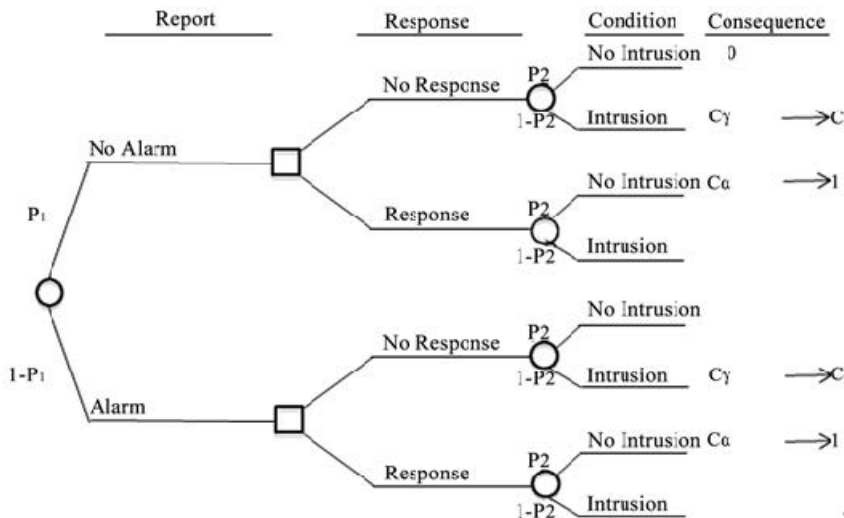 Report Response Condition Consequence
No Intrusion 0
P2
No Response
1-P2 Intrusion Cγ →C
No Alarm
No Intrusion Cα →1
P2
Response
P1
1-P2 Intrusion
No Intrusion
P2
No Response
1-P1
1-P2 Intrusion Cγ →C
Alarm
No Intrusion Cα →1
P2
Response
1-P2 Intrusion